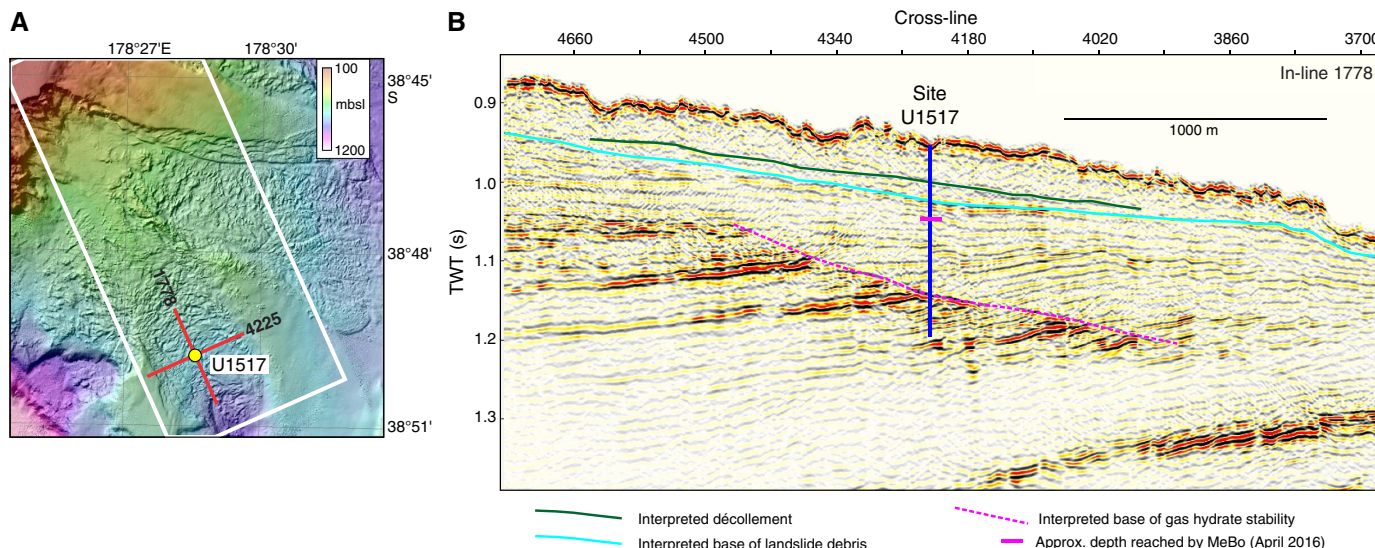 A
178°27'E 178°30'
100
mbsl
1200
38°45'
S
38°48'
38°51'
1778
4225
U1517
B
Cross-line
4660 4500 4340 4180 4020 3860 3700
In-line 1778
Site
U1517
1000 m
TWT (s)
0.9
1.0
1.1
1.2
1.3
Interpreted décollement
Interpreted base of landslide debris
Interpreted base of gas hydrate stability
Approx. depth reached by MeBo (April 2016)